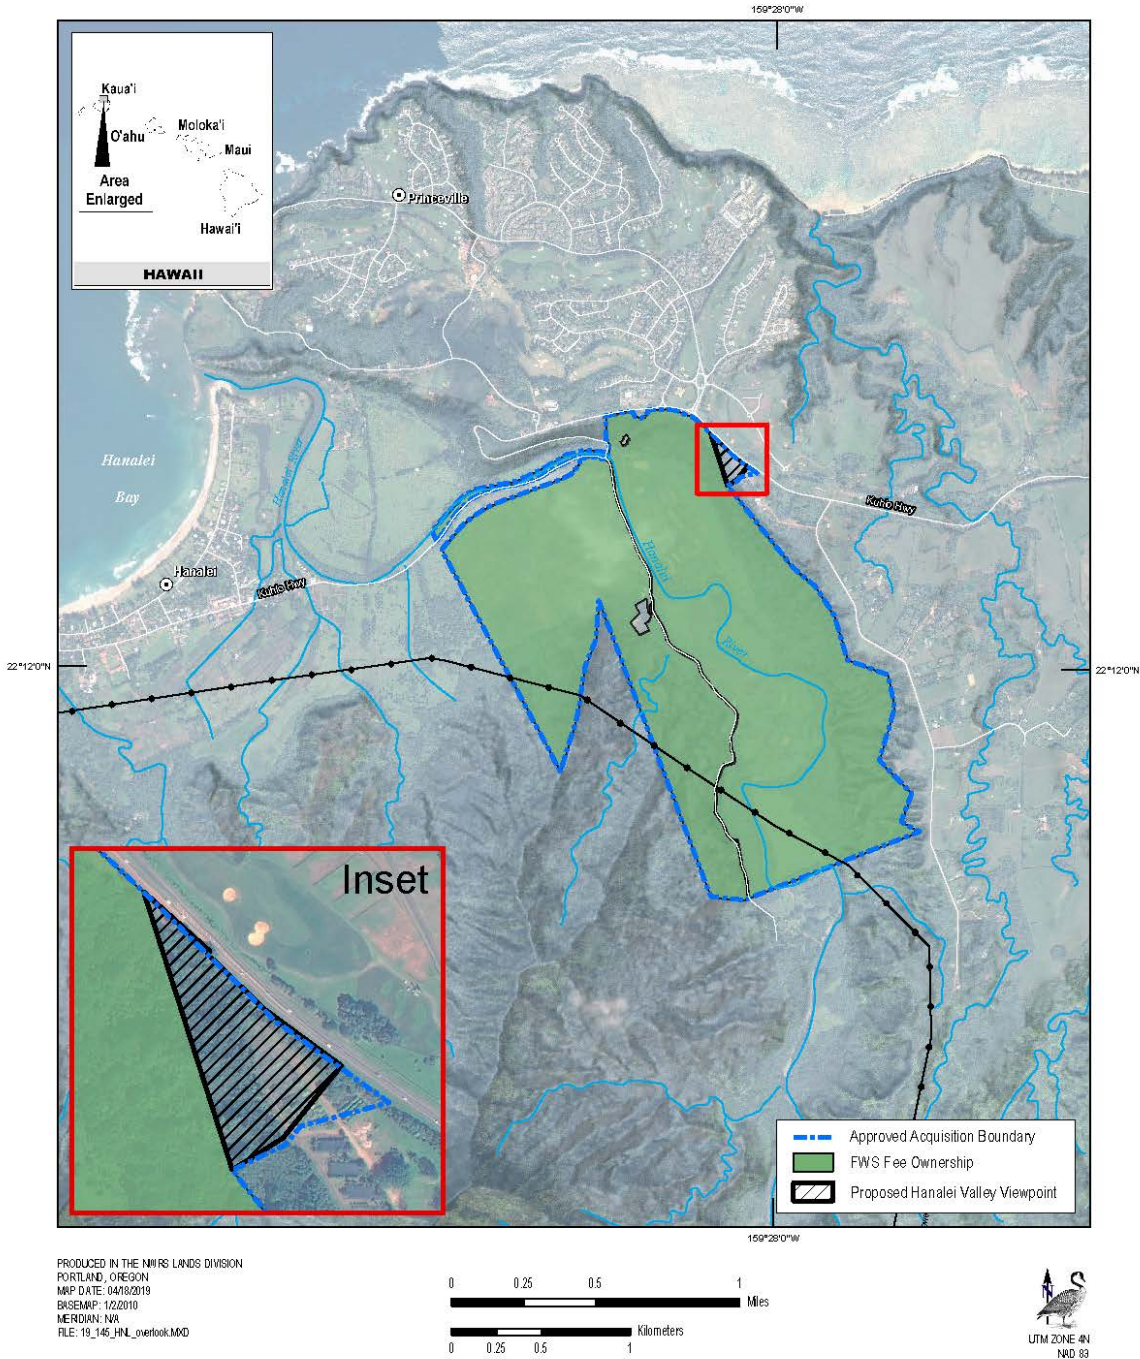 159°28'0"W
Kaua'i
O'ahu
Moloka'i
Maui
Area
Enlarged
Hawai'i
HAWAII
Princeville
Hanalei
Bay
Hanalei River
Hanalei
Kuhio Hwy
Kuhio Hwy
Hanalei
River
22°12'0"N
22°12'0"N
Inset
Approved Acquisition Boundary
FWS Fee Ownership
Proposed Hanalei Valley Viewpoint
159°28'0"W
PRODUCED IN THE NWRS LANDS DIVISION
PORTLAND, OREGON
MAP DATE: 04/18/2019
BASEMAP: 1/2/2010
MERIDIAN: N/A
FILE: 19_145_HNL_overlook.MXD
0 0.25 0.5 1
Miles
Kilometers
0 0.25 0.5 1
N
UTM ZONE 4N
NAD 83